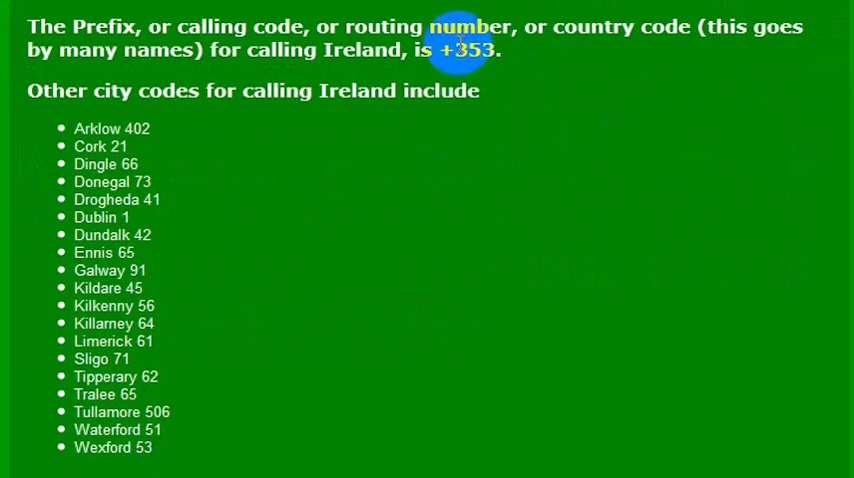 The Prefix, or calling code, or routing number, or country code (this goes
by many names) for calling Ireland, is +353.
Other city codes for calling Ireland include
Arklow 402
Cork 21
Dingle 66
Donegal 73
Drogheda 41
Dublin 1
Dundalk 42
Ennis 65
Galway 91
Kildare 45
Kilkenny 56
Killarney 64
Limerick 61
Sligo 71
Tipperary 62
Tralee 65
Tullamore 506
Waterford 51
Wexford 53